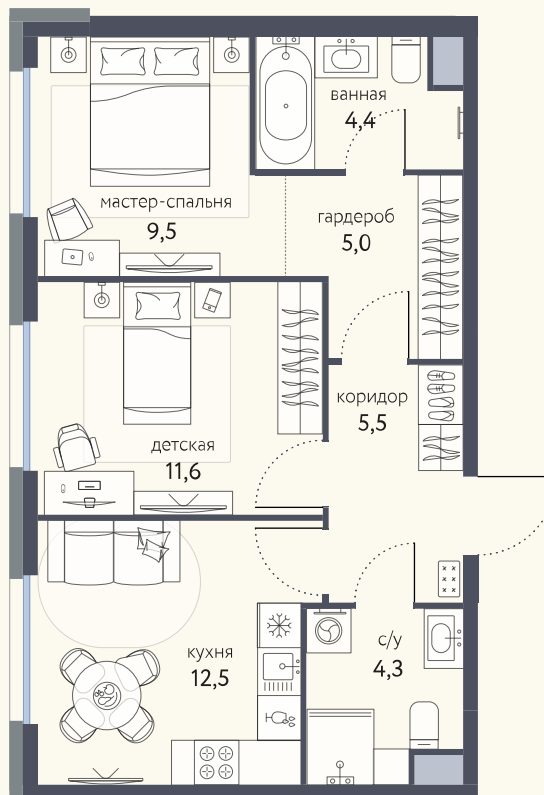 ванная
4,4
мастер-спальня
9,5
гардероб
5,0
коридор
5,5
детская
11,6
кухня
12,5
с/у
4,3